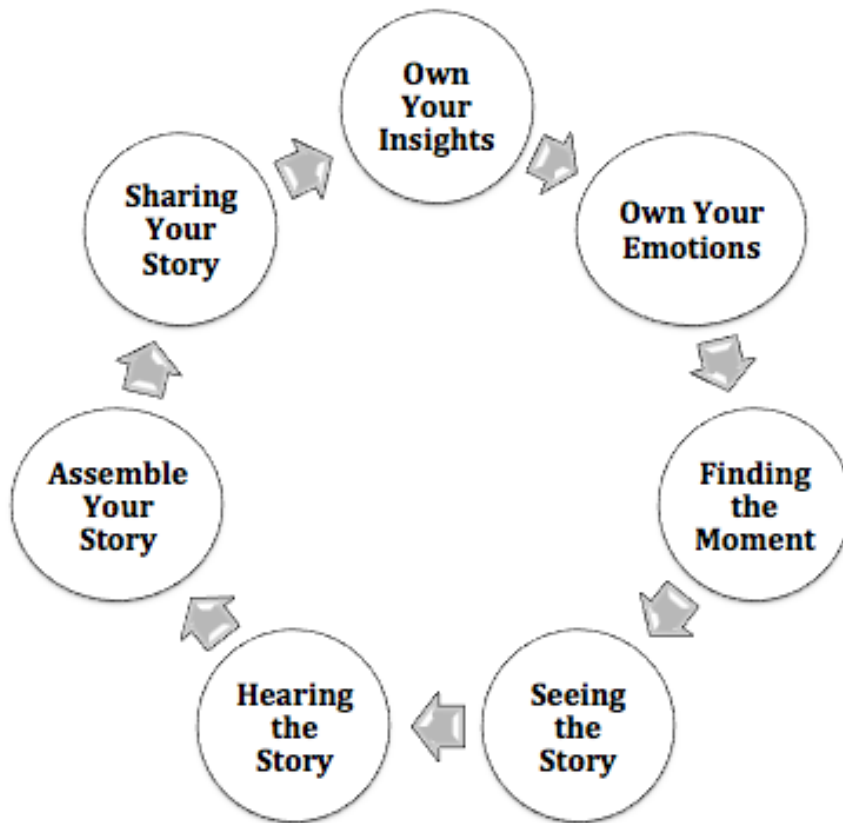 Own
Your
Insights
Own Your
Emotions
Finding
the
Moment
Seeing
the
Story
Hearing
the
Story
Assemble
Your
Story
Sharing
Your
Story